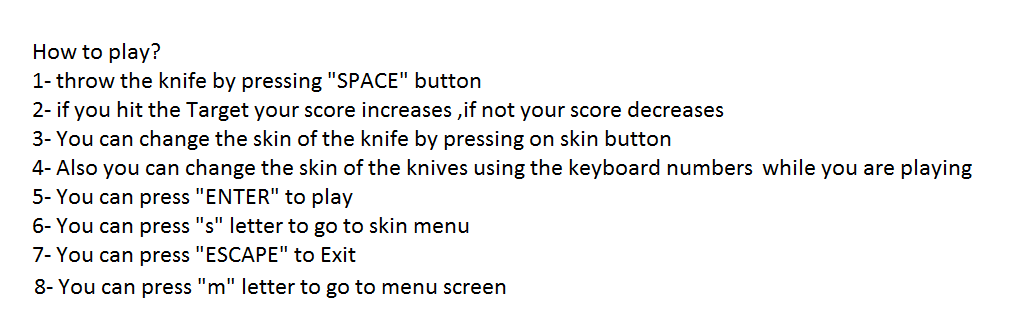 How to play?
1- throw the knife by pressing "SPACE" button
2- if you hit the Target your score increases ,if not your score decreases
3- You can change the skin of the knife by pressing on skin button
4- Also you can change the skin of the knives using the keyboard numbers  while you are playing
5- You can press "ENTER" to play
6- You can press "s" letter to go to skin menu
7- You can press "ESCAPE" to Exit
8- You can press "m" letter to go to menu screen